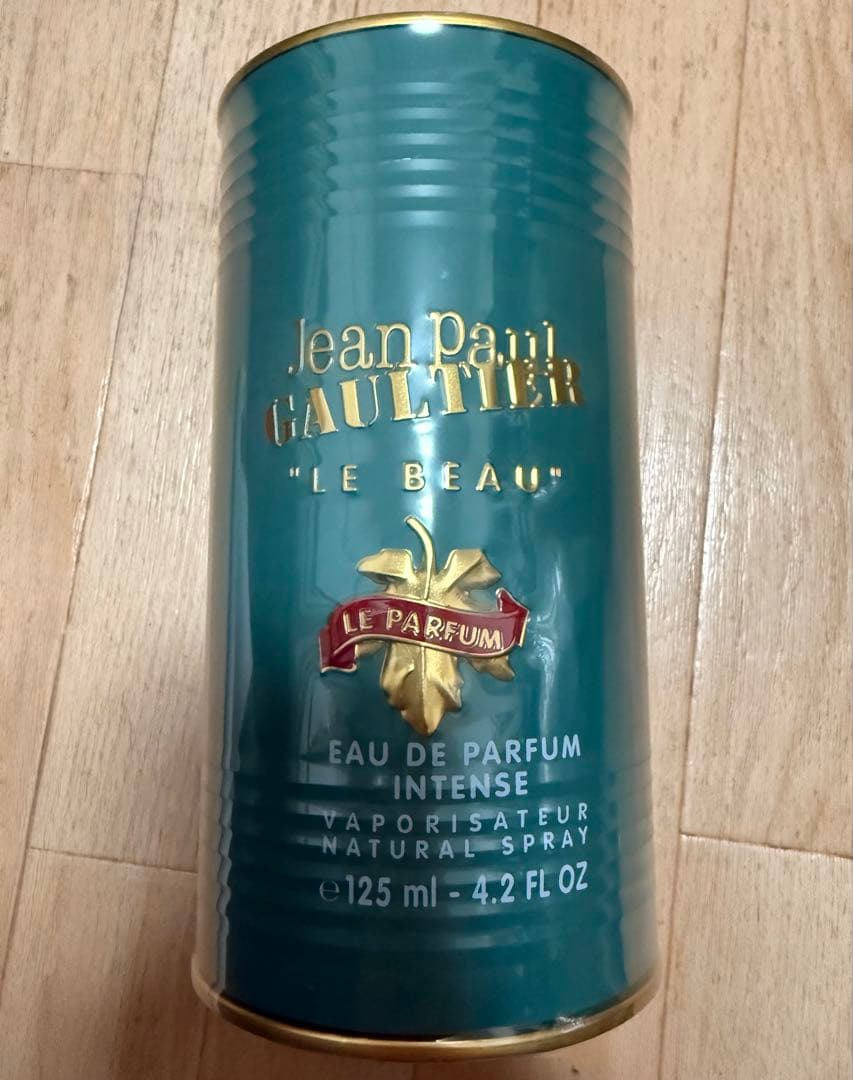 Jean Paul
GAULTIER
"LE BEAU"
LE PARFUM
EAU DE PARFUM
INTENSE
VAPORISATEUR
NATURAL SPRAY
℮125 ml - 4.2 FL OZ